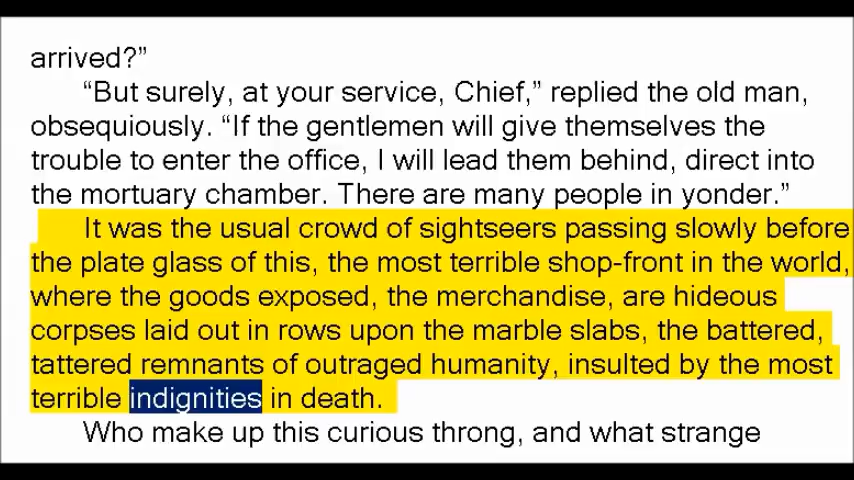 arrived?”
“But surely, at your service, Chief,” replied the old man,
obsequiously. “If the gentlemen will give themselves the
trouble to enter the office, I will lead them behind, direct into
the mortuary chamber. There are many people in yonder.”
It was the usual crowd of sightseers passing slowly before
the plate glass of this, the most terrible shop-front in the world,
where the goods exposed, the merchandise, are hideous
corpses laid out in rows upon the marble slabs, the battered,
tattered remnants of outraged humanity, insulted by the most
terrible indignities in death.
Who make up this curious throng, and what strange